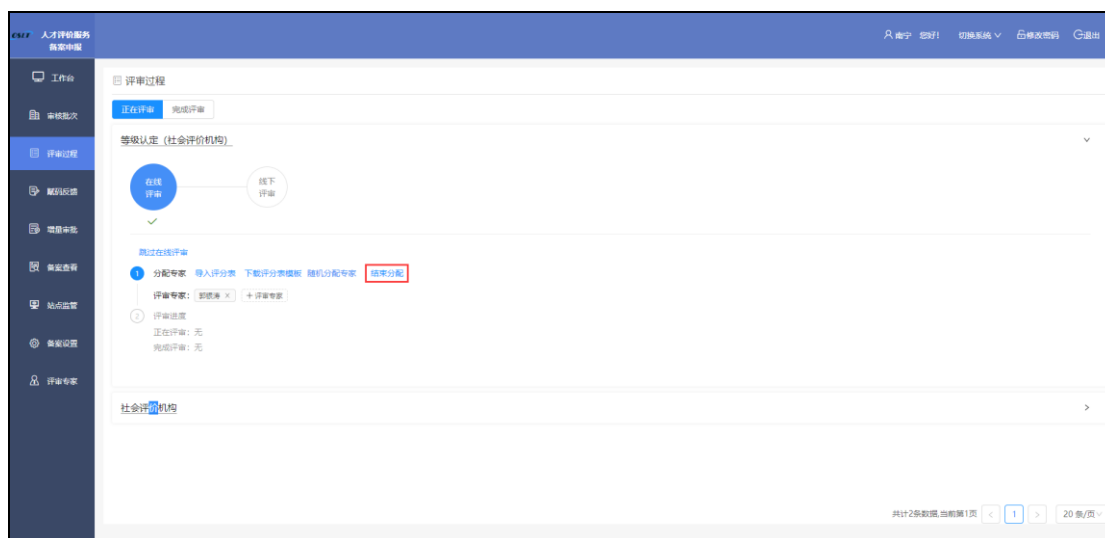 人才评价服务
备案申报
南宁 您好! 切换系统 修改密码 退出
工作台
审核批次
评审过程
赋码反馈
增量审批
备案查看
站点监管
备案设置
评审专家
评审过程
正在评审 完成评审
等级认定（社会评价机构）
在线
评审
线下
评审
跳过在线评审
1 分配专家 导入评分表 下载评分表模板 随机分配专家 结束分配
评审专家: ×  + 评审专家
2 评审进度
正在评审: 无
完成评审: 无
社会评价机构
共计2条数据,当前第1页 < 1 > 20 条/页